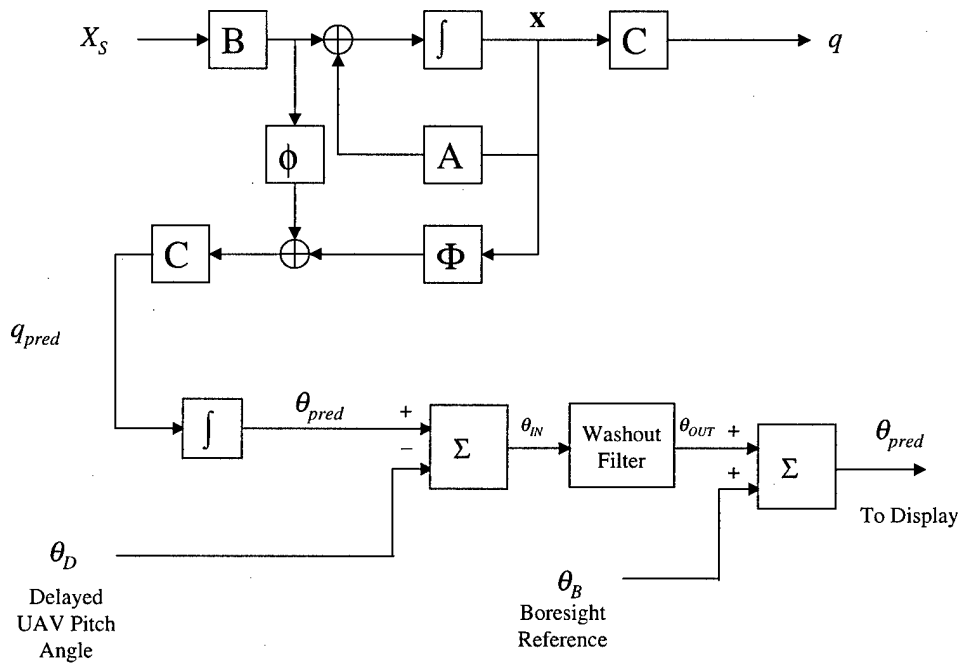 X_S
B
⊕
∫
x
C
q
ϕ
A
C
⊕
Φ
q_pred
∫
θ_pred
+
−
Σ
θ_IN
Washout
Filter
θ_OUT
+
+
Σ
θ_pred
To Display
θ_D
Delayed
UAV Pitch
Angle
θ_B
Boresight
Reference